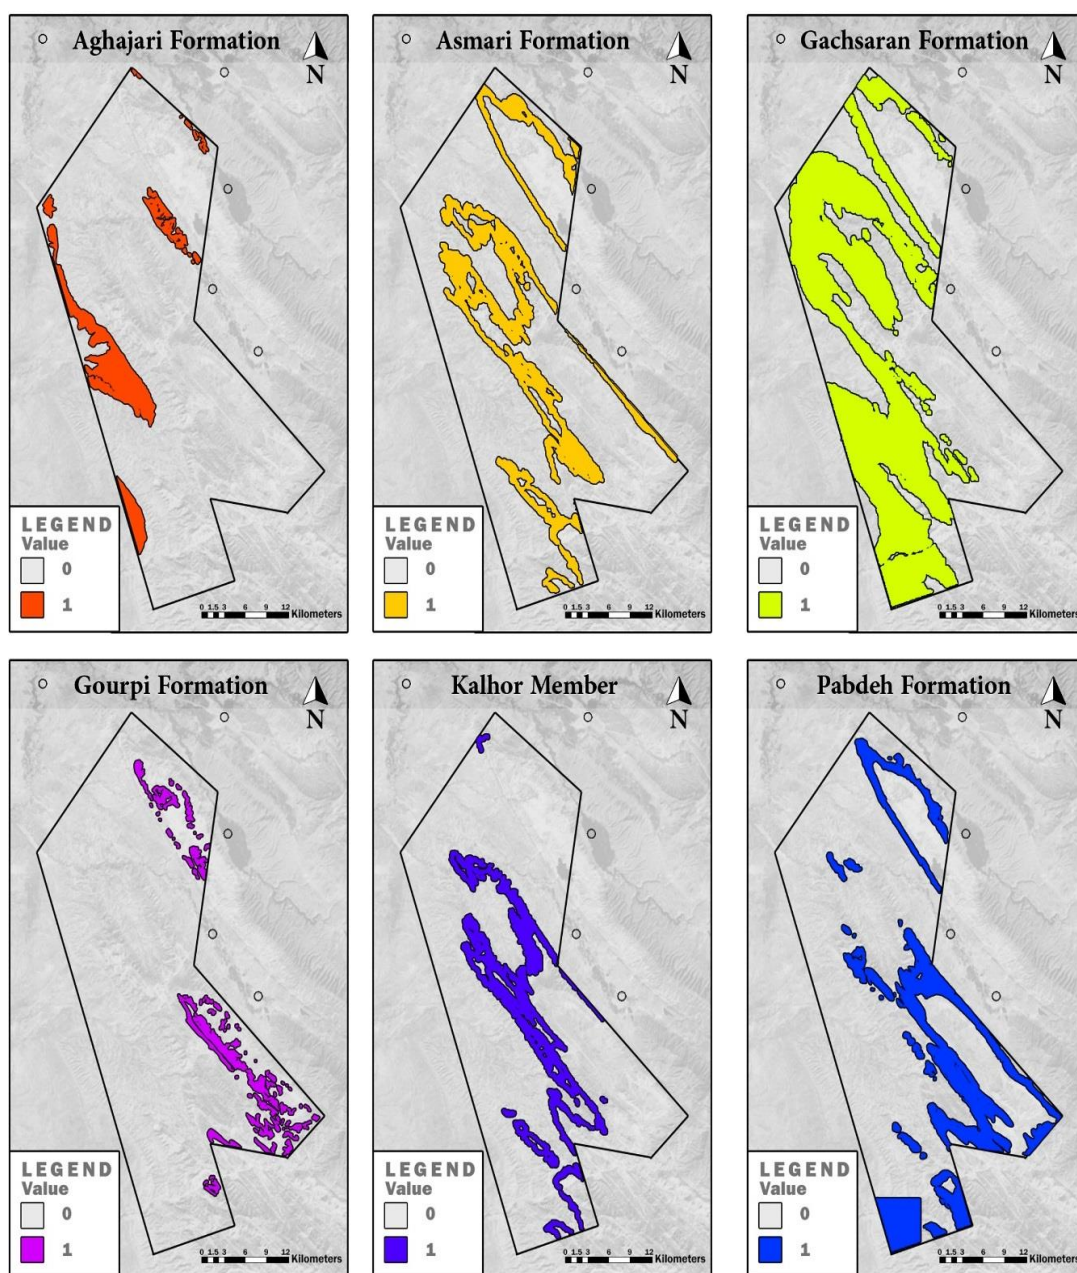 Aghajari Formation
N
LEGEND
Value
0
1
0 1.5 3 6 9 12
Kilometers
Asmari Formation
N
LEGEND
Value
0
1
0 1.5 3 6 9 12
Kilometers
Gachsaran Formation
N
LEGEND
Value
0
1
0 1.5 3 6 9 12
Kilometers
Gourpi Formation
N
LEGEND
Value
0
1
0 1.5 3 6 9 12
Kilometers
Kalhor Member
N
LEGEND
Value
0
1
0 1.5 3 6 9 12
Kilometers
Pabdeh Formation
N
LEGEND
Value
0
1
0 1.5 3 6 9 12
Kilometers